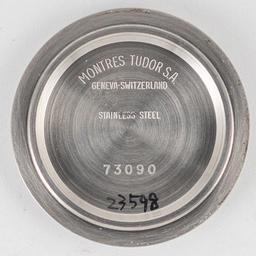 MONTRES TUDOR S.A.
GENEVA-SWITZERLAND
STAINLESS STEEL
73090
23598